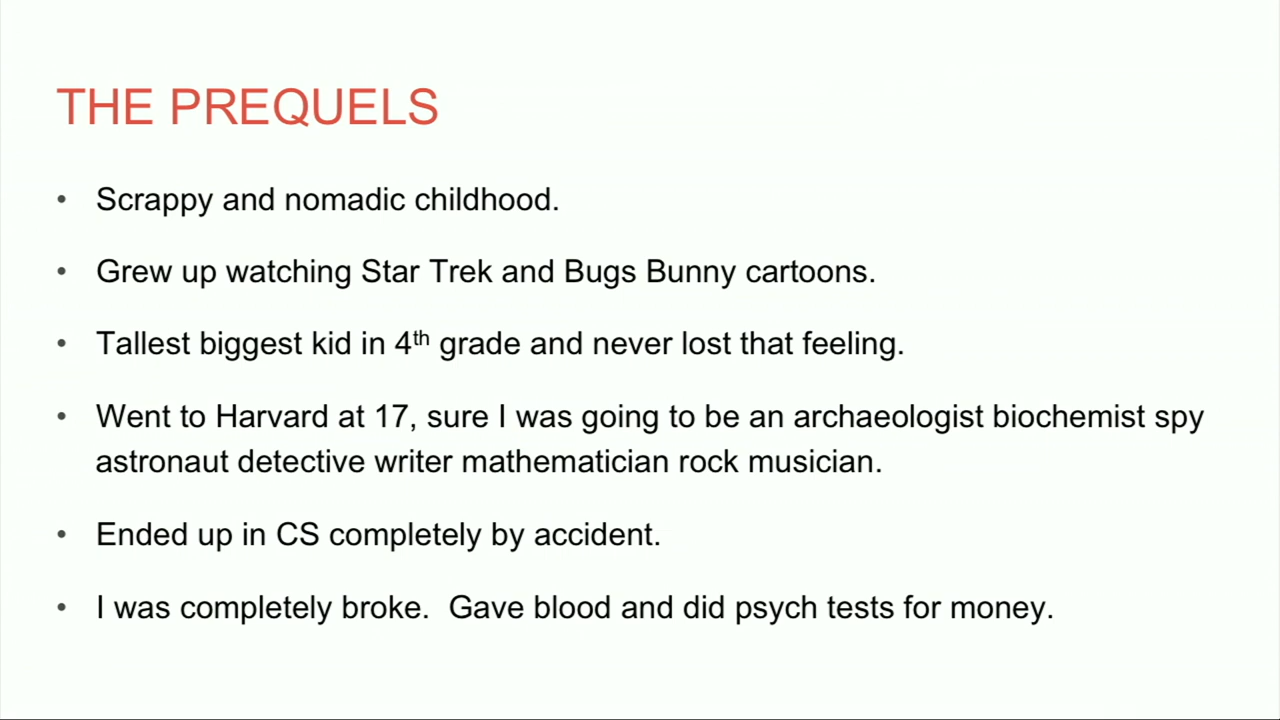 THE PREQUELS
• Scrappy and nomadic childhood.
• Grew up watching Star Trek and Bugs Bunny cartoons.
• Tallest biggest kid in 4th grade and never lost that feeling.
• Went to Harvard at 17, sure I was going to be an archaeologist biochemist spy
astronaut detective writer mathematician rock musician.
• Ended up in CS completely by accident.
• I was completely broke.  Gave blood and did psych tests for money.